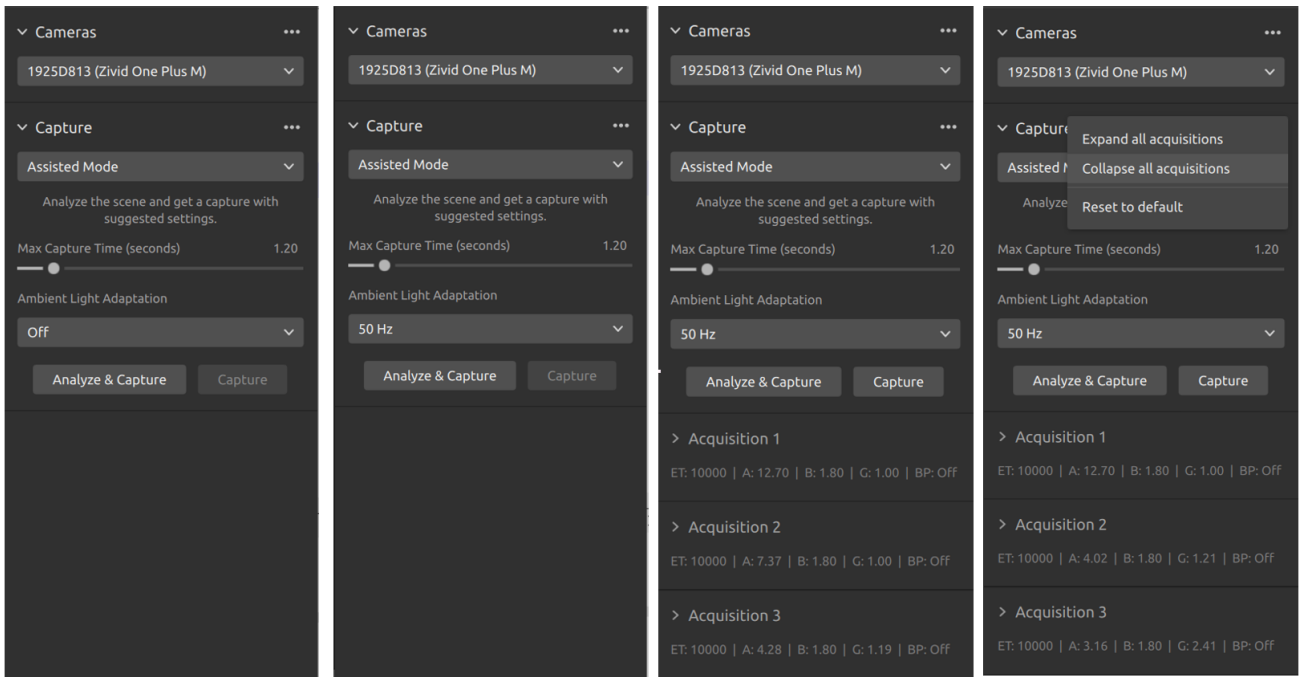 Cameras
1925D813 (Zivid One Plus M)
Capture
Assisted Mode
Analyze the scene and get a capture with
suggested settings.
Max Capture Time (seconds) 1.20
Ambient Light Adaptation
Off
Analyze & Capture Capture
Cameras
1925D813 (Zivid One Plus M)
Capture
Assisted Mode
Analyze the scene and get a capture with
suggested settings.
Max Capture Time (seconds) 1.20
Ambient Light Adaptation
50 Hz
Analyze & Capture Capture
Cameras
1925D813 (Zivid One Plus M)
Capture
Assisted Mode
Analyze the scene and get a capture with
suggested settings.
Max Capture Time (seconds) 1.20
Ambient Light Adaptation
50 Hz
Analyze & Capture Capture
Acquisition 1
ET: 10000 | A: 12.70 | B: 1.80 | G: 1.00 | BP: Off
Acquisition 2
ET: 10000 | A: 7.37 | B: 1.80 | G: 1.00 | BP: Off
Acquisition 3
ET: 10000 | A: 4.28 | B: 1.80 | G: 1.19 | BP: Off
Cameras
1925D813 (Zivid One Plus M)
Capture
Expand all acquisitions
Assisted M
Collapse all acquisitions
Analyze
Reset to default
Max Capture Time (seconds) 1.20
Ambient Light Adaptation
50 Hz
Analyze & Capture Capture
Acquisition 1
ET: 10000 | A: 12.70 | B: 1.80 | G: 1.00 | BP: Off
Acquisition 2
ET: 10000 | A: 4.02 | B: 1.80 | G: 1.21 | BP: Off
Acquisition 3
ET: 10000 | A: 3.16 | B: 1.80 | G: 2.41 | BP: Off